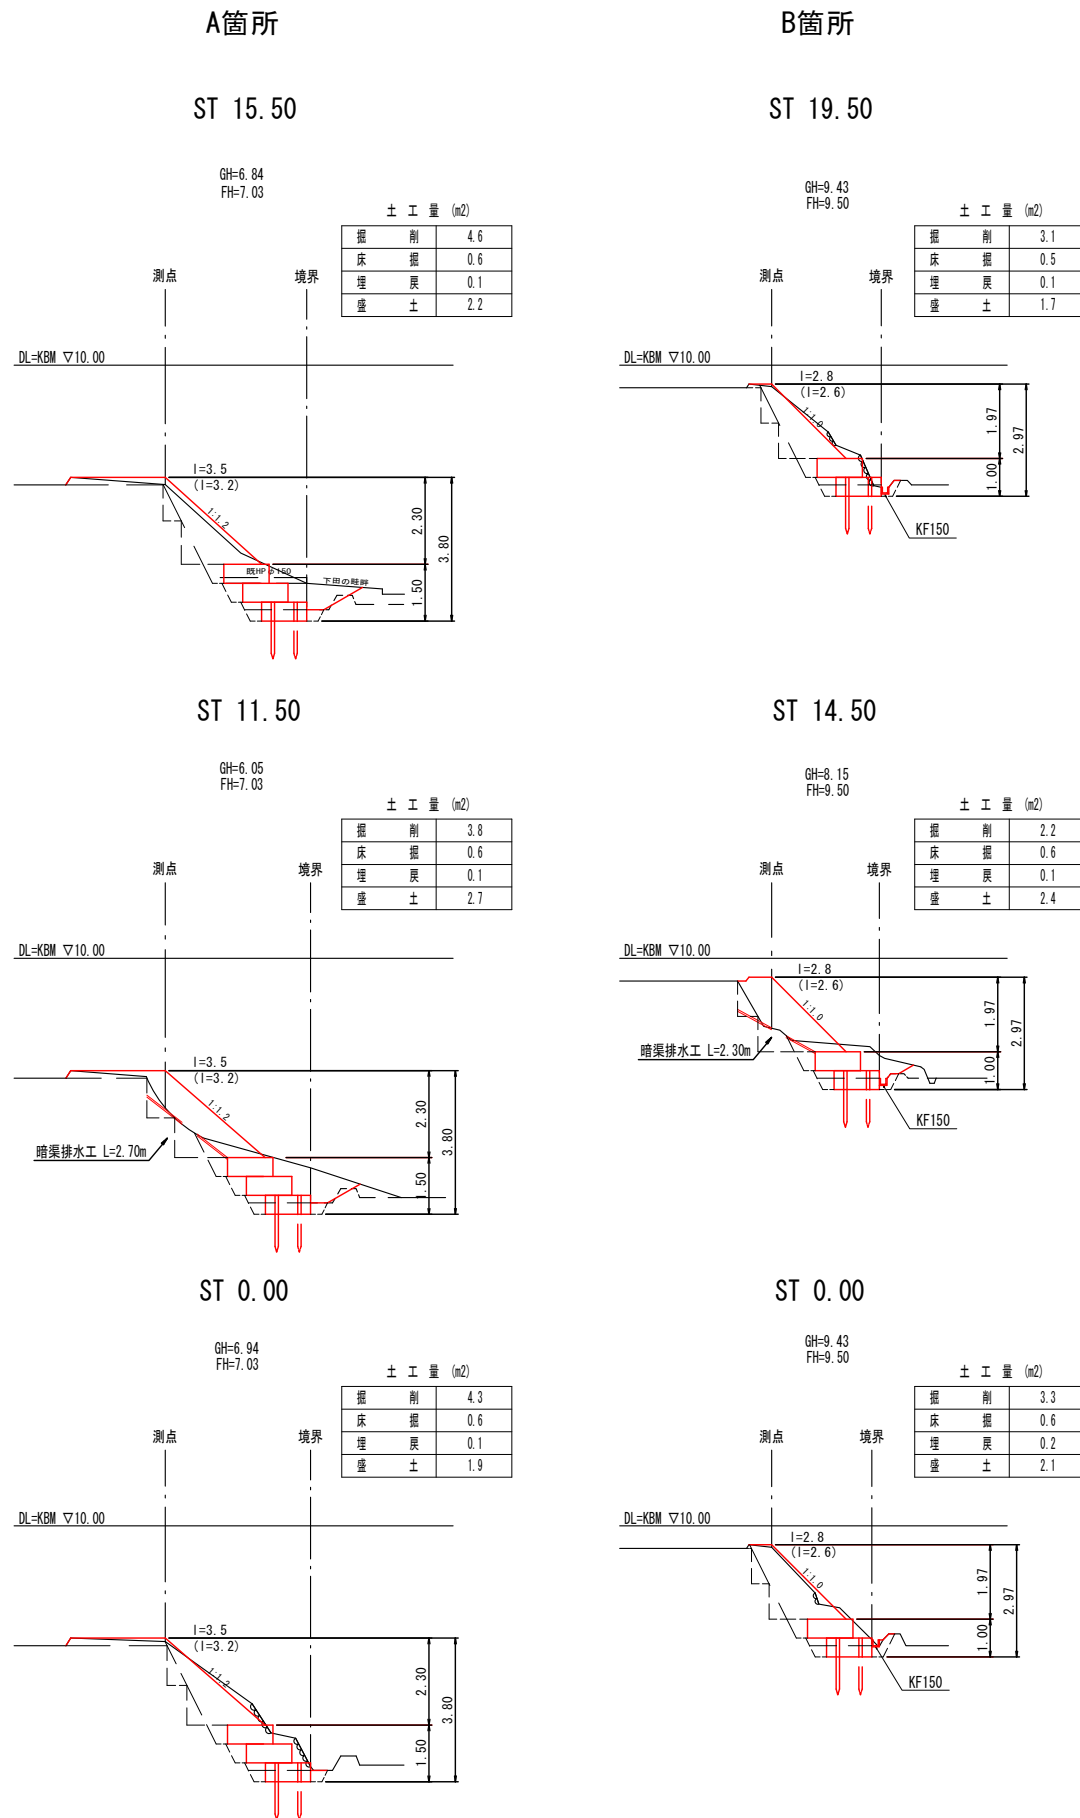 A箇所
ST 15.50
GH=6.84
FH=7.03
土 工 量 (m2)
掘 削 4.6
床 掘 0.6
埋 戻 0.1
盛 土 2.2
測点
境界
DL=KBM ▽10.00
l=3.5
(l=3.2)
1:1.2
2.30
3.80
1.50
既HPφ150
下田の畦畔
ST 11.50
GH=6.05
FH=7.03
土 工 量 (m2)
掘 削 3.8
床 掘 0.6
埋 戻 0.1
盛 土 2.7
測点
境界
DL=KBM ▽10.00
l=3.5
(l=3.2)
1:1.2
2.30
3.80
1.50
暗渠排水工 L=2.70m
ST 0.00
GH=6.94
FH=7.03
土 工 量 (m2)
掘 削 4.3
床 掘 0.6
埋 戻 0.1
盛 土 1.9
測点
境界
DL=KBM ▽10.00
l=3.5
(l=3.2)
1:1.2
2.30
3.80
1.50
B箇所
ST 19.50
GH=9.43
FH=9.50
土 工 量 (m2)
掘 削 3.1
床 掘 0.5
埋 戻 0.1
盛 土 1.7
測点
境界
DL=KBM ▽10.00
l=2.8
(l=2.6)
1:1.0
1.97
2.97
1.00
KF150
ST 14.50
GH=8.15
FH=9.50
土 工 量 (m2)
掘 削 2.2
床 掘 0.6
埋 戻 0.1
盛 土 2.4
測点
境界
DL=KBM ▽10.00
l=2.8
(l=2.6)
1:1.0
1.97
2.97
1.00
暗渠排水工 L=2.30m
KF150
ST 0.00
GH=9.43
FH=9.50
土 工 量 (m2)
掘 削 3.3
床 掘 0.6
埋 戻 0.2
盛 土 2.1
測点
境界
DL=KBM ▽10.00
l=2.8
(l=2.6)
1:1.0
1.97
2.97
1.00
KF150